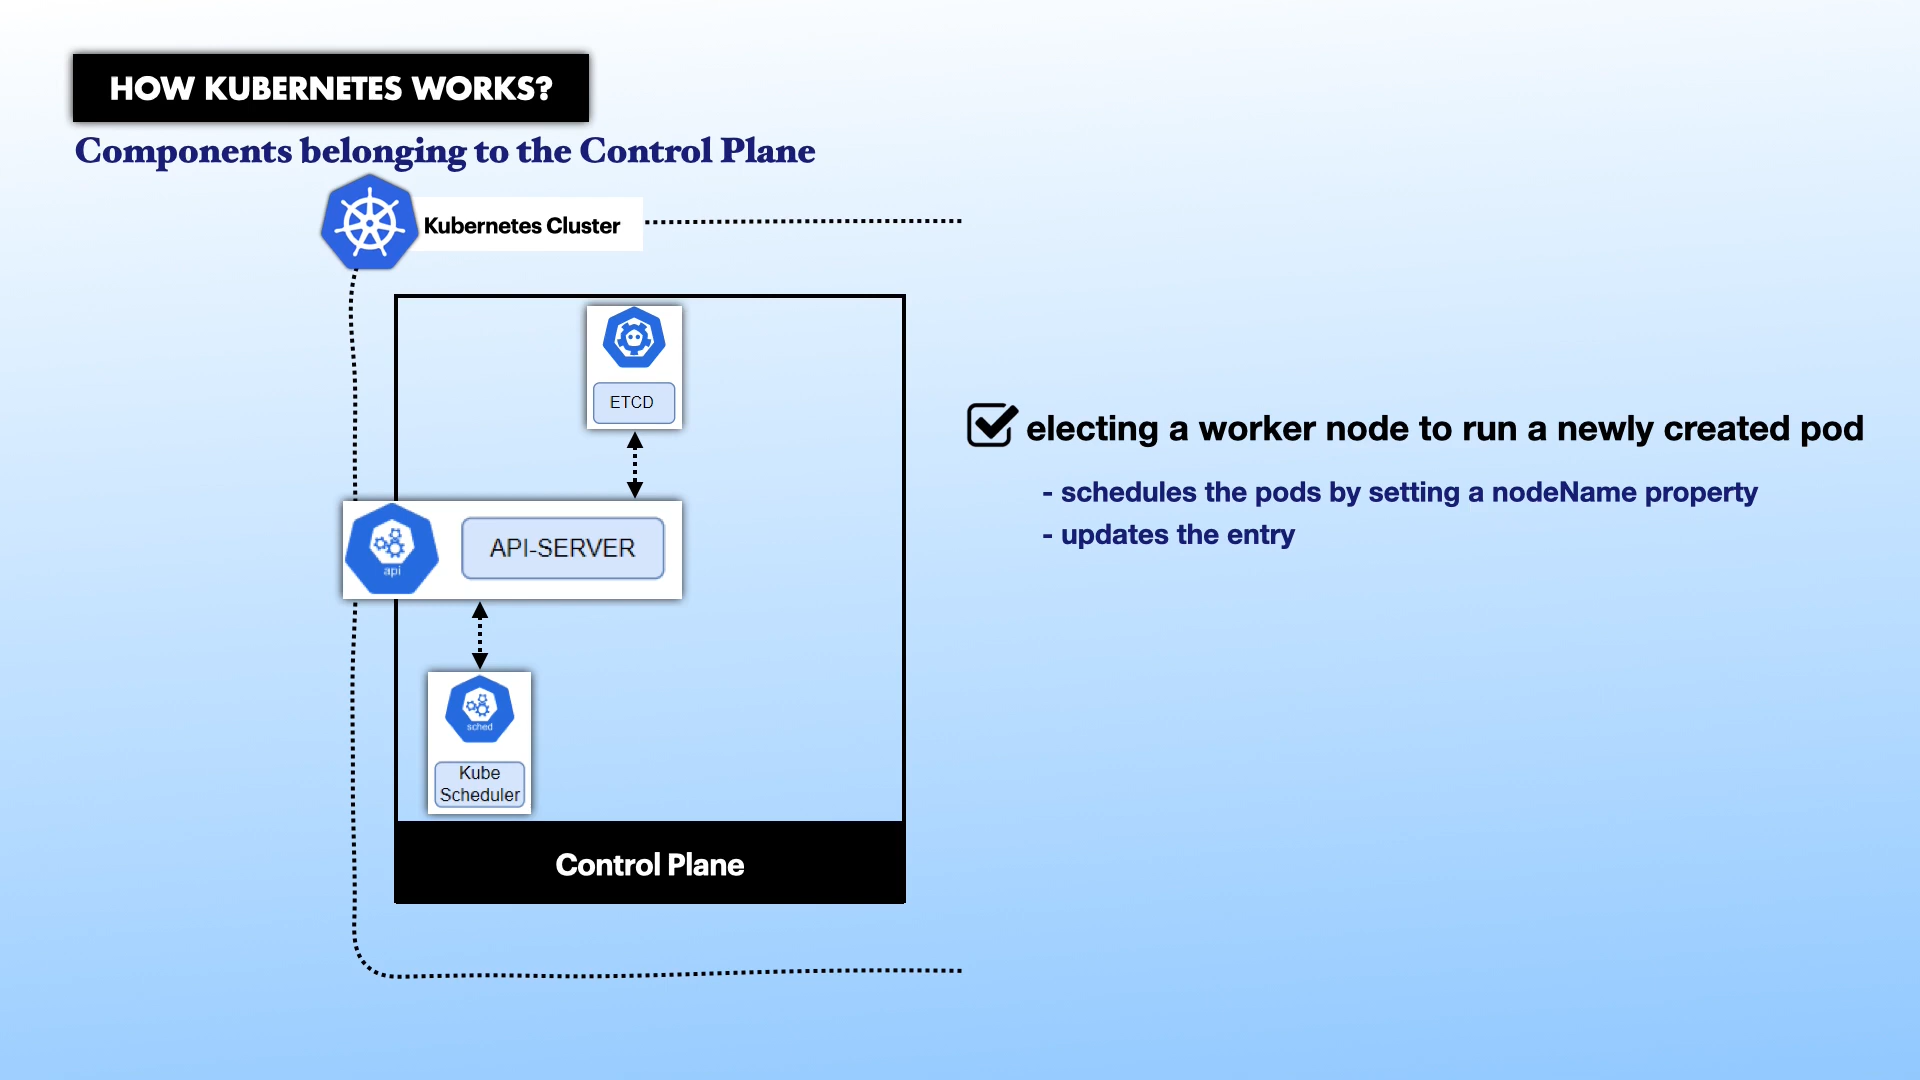 HOW KUBERNETES WORKS?
Components belonging to the Control Plane
Kubernetes Cluster
ETCD
electing a worker node to run a newly created pod
- schedules the pods by setting a nodeName property
- updates the entry
api
API-SERVER
sched
Kube
Scheduler
Control Plane